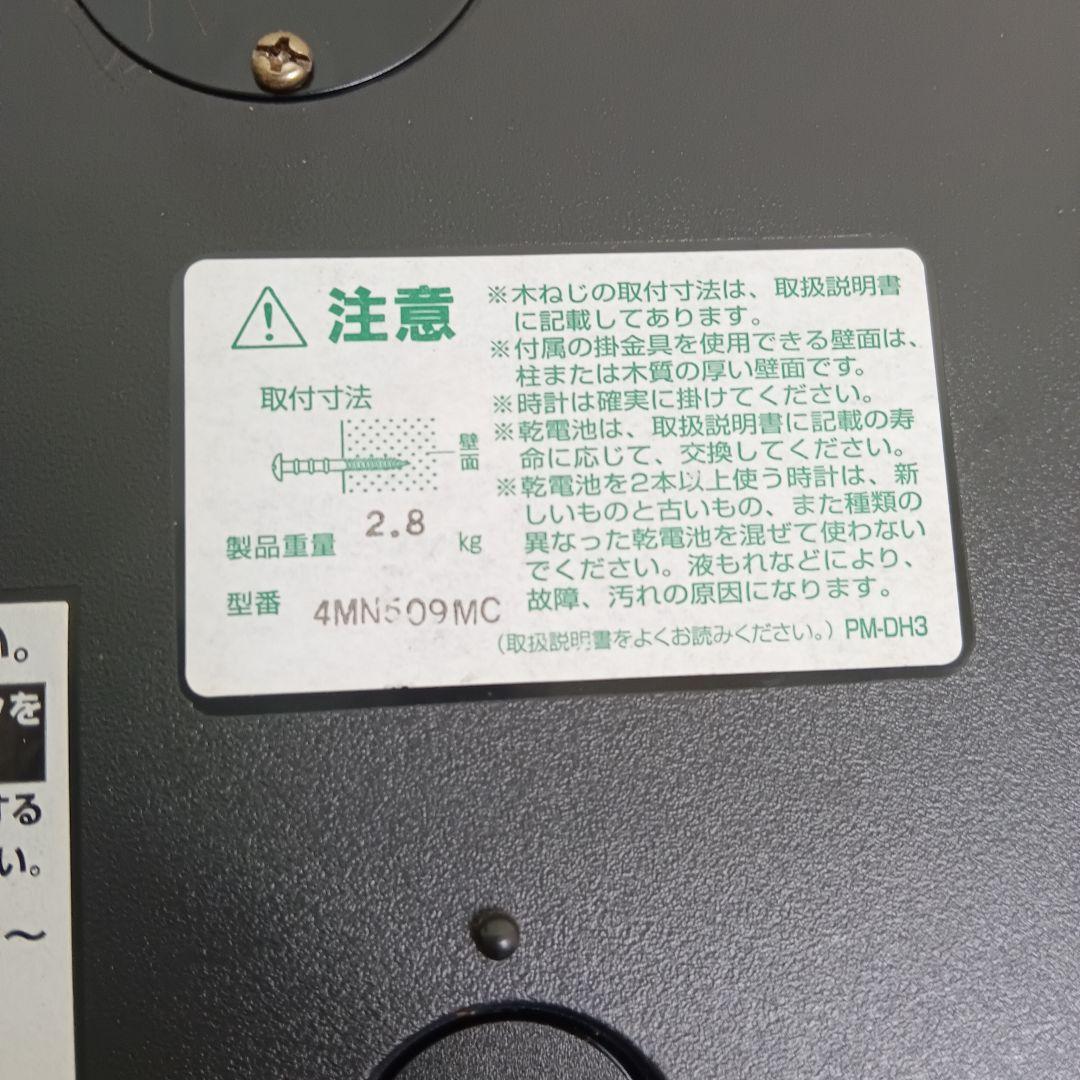 注意
取付寸法
壁面
製品重量 2.8 kg
型番 4MN509MC
※木ねじの取付寸法は、取扱説明書
に記載してあります。
※付属の掛金具を使用できる壁面は、
柱または木質の厚い壁面です。
※時計は確実に掛けてください。
※乾電池は、取扱説明書に記載の寿
命に応じて、交換してください。
※乾電池を2本以上使う時計は、新
しいものと古いもの、また種類の
異なった乾電池を混ぜて使わない
でください。液もれなどにより、
故障、汚れの原因になります。
(取扱説明書をよくお読みください。) PM-DH3
い。
を
する
い。
～